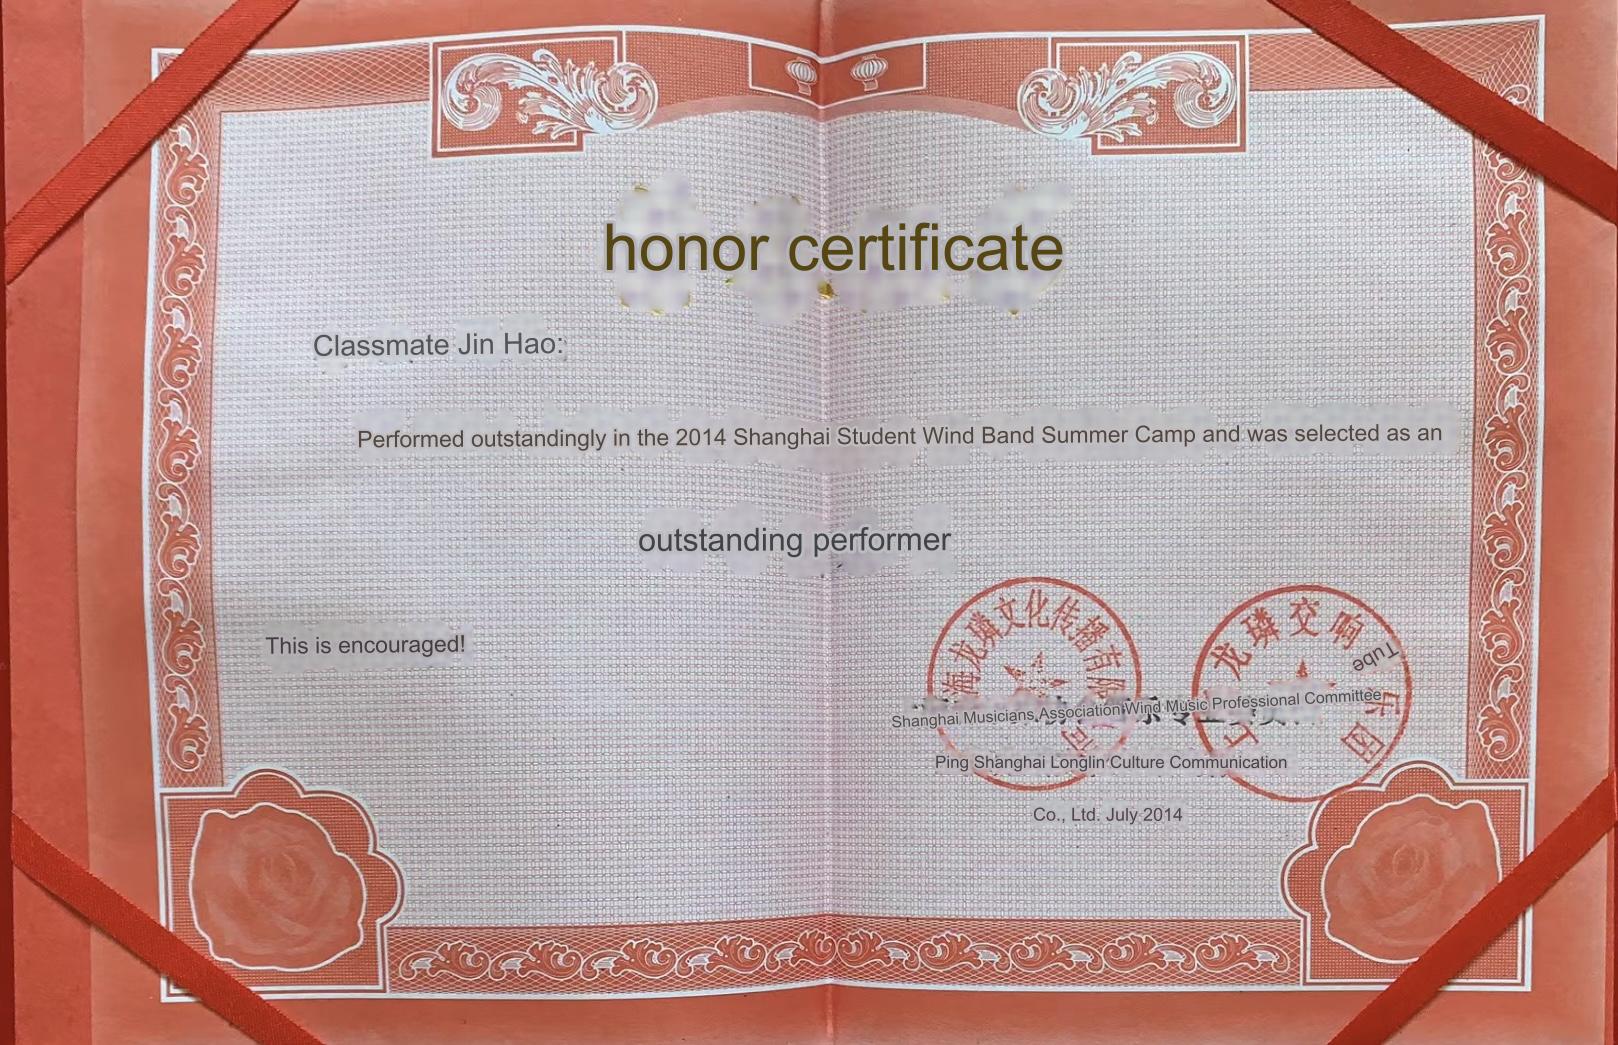 honor certificate
Classmate Jin Hao:
Performed outstandingly in the 2014 Shanghai Student Wind Band Summer Camp and was selected as an
outstanding performer
This is encouraged!
海龙璘文化传播有限 司
龙璘交响 Tube 乐团
Shanghai Musicians Association Wind Music Professional Committee
Ping Shanghai Longlin Culture Communication
Co., Ltd. July 2014